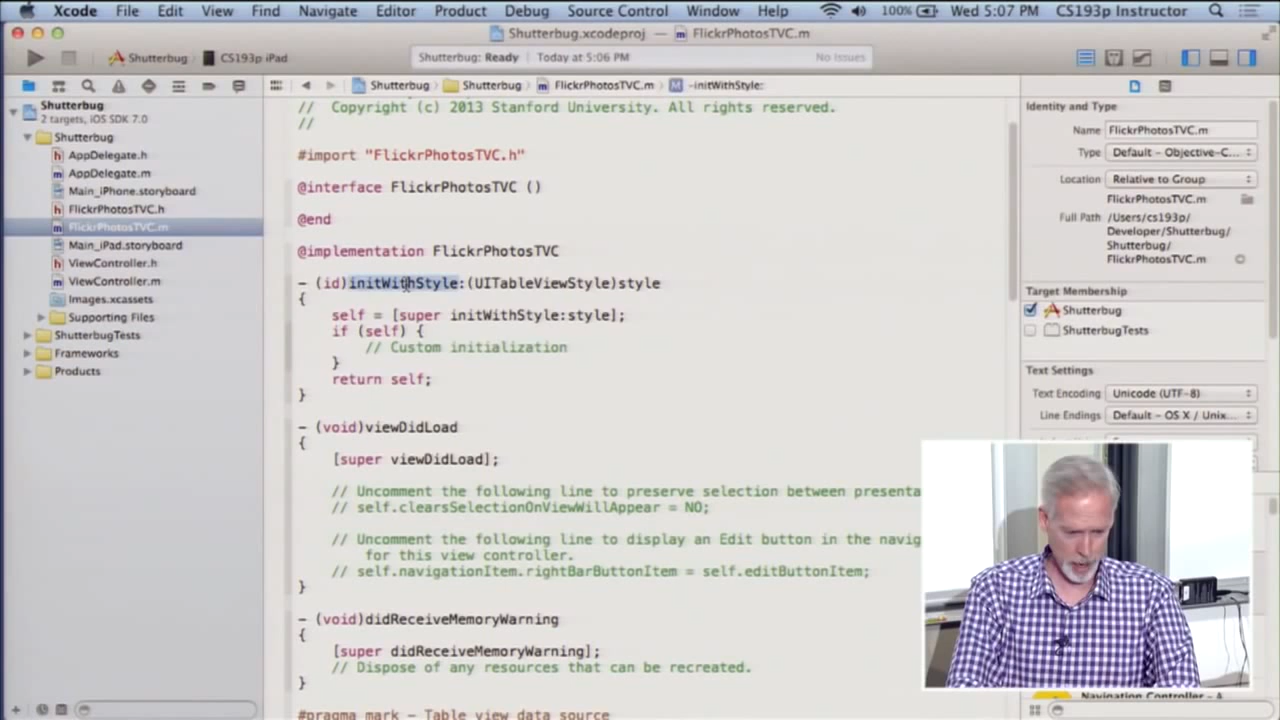 Xcode File Edit View Find Navigate Editor Product Debug Source Control Window Help 100% Wed 5:07 PM CS193p Instructor
Shutterbug.xcodeproj — FlickrPhotosTVC.m
Shutterbug CS193p iPad Shutterbug: Ready Today at 5:06 PM No Issues
Shutterbug Shutterbug FlickrPhotosTVC.m -initWithStyle:
Shutterbug
2 targets, iOS SDK 7.0
Shutterbug
AppDelegate.h
AppDelegate.m
Main_iPhone.storyboard
FlickrPhotosTVC.h
FlickrPhotosTVC.m
Main_iPad.storyboard
ViewController.h
ViewController.m
Images.xcassets
Supporting Files
ShutterbugTests
Frameworks
Products
// Copyright (c) 2013 Stanford University. All rights reserved.
//
#import "FlickrPhotosTVC.h"
@interface FlickrPhotosTVC ()
@end
@implementation FlickrPhotosTVC
- (id)initWithStyle:(UITableViewStyle)style
{
self = [super initWithStyle:style];
if (self) {
// Custom initialization
}
return self;
}
- (void)viewDidLoad
{
[super viewDidLoad];
// Uncomment the following line to preserve selection between presenta
// self.clearsSelectionOnViewWillAppear = NO;
// Uncomment the following line to display an Edit button in the navig
for this view controller.
// self.navigationItem.rightBarButtonItem = self.editButtonItem;
}
- (void)didReceiveMemoryWarning
{
[super didReceiveMemoryWarning];
// Dispose of any resources that can be recreated.
}
#pragma mark - Table view data source
Identity and Type
Name FlickrPhotosTVC.m
Type Default - Objective-C...
Location Relative to Group
FlickrPhotosTVC.m
Full Path /Users/cs193p/
Developer/Shutterbug/
Shutterbug/
FlickrPhotosTVC.m
Target Membership
Shutterbug
ShutterbugTests
Text Settings
Text Encoding Unicode (UTF-8)
Line Endings Default - OS X / Unix...
Navigation Controller - A